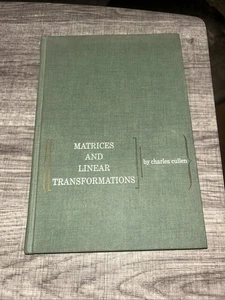 MATRICES
AND
LINEAR
TRANSFORMATIONS
by charles cullen